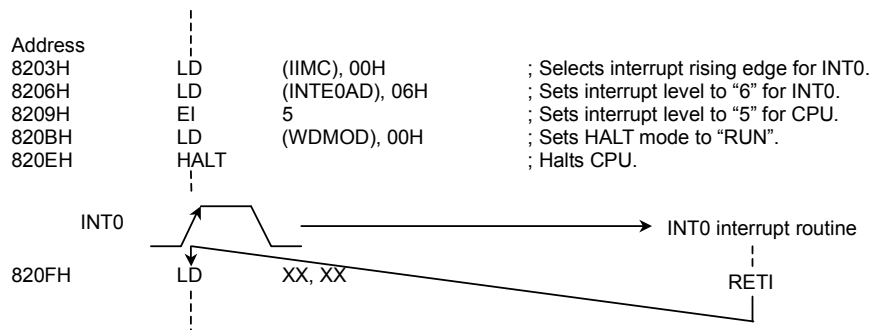 Address
8203H LD (IIMC), 00H ; Selects interrupt rising edge for INT0.
8206H LD (INTE0AD), 06H ; Sets interrupt level to “6” for INT0.
8209H EI 5 ; Sets interrupt level to “5” for CPU.
820BH LD (WDMOD), 00H ; Sets HALT mode to “RUN”.
820EH HALT ; Halts CPU.
INT0 INT0 interrupt routine
820FH LD XX, XX RETI